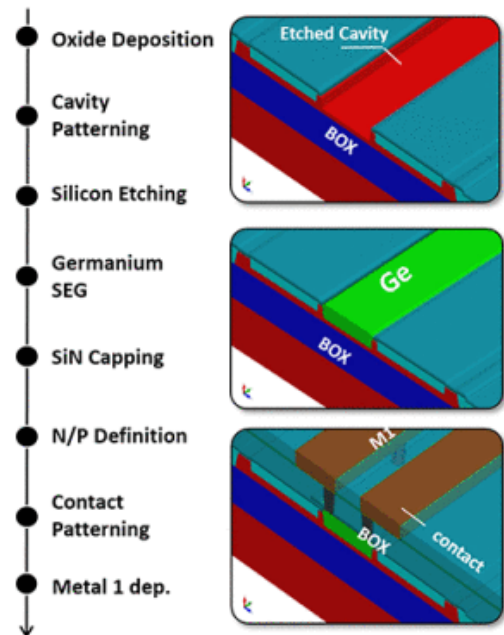 Oxide Deposition
Cavity
Patterning
Silicon Etching
Germanium
SEG
SiN Capping
N/P Definition
Contact
Patterning
Metal 1 dep.
Etched Cavity
BOX
Ge
BOX
M1
BOX
contact